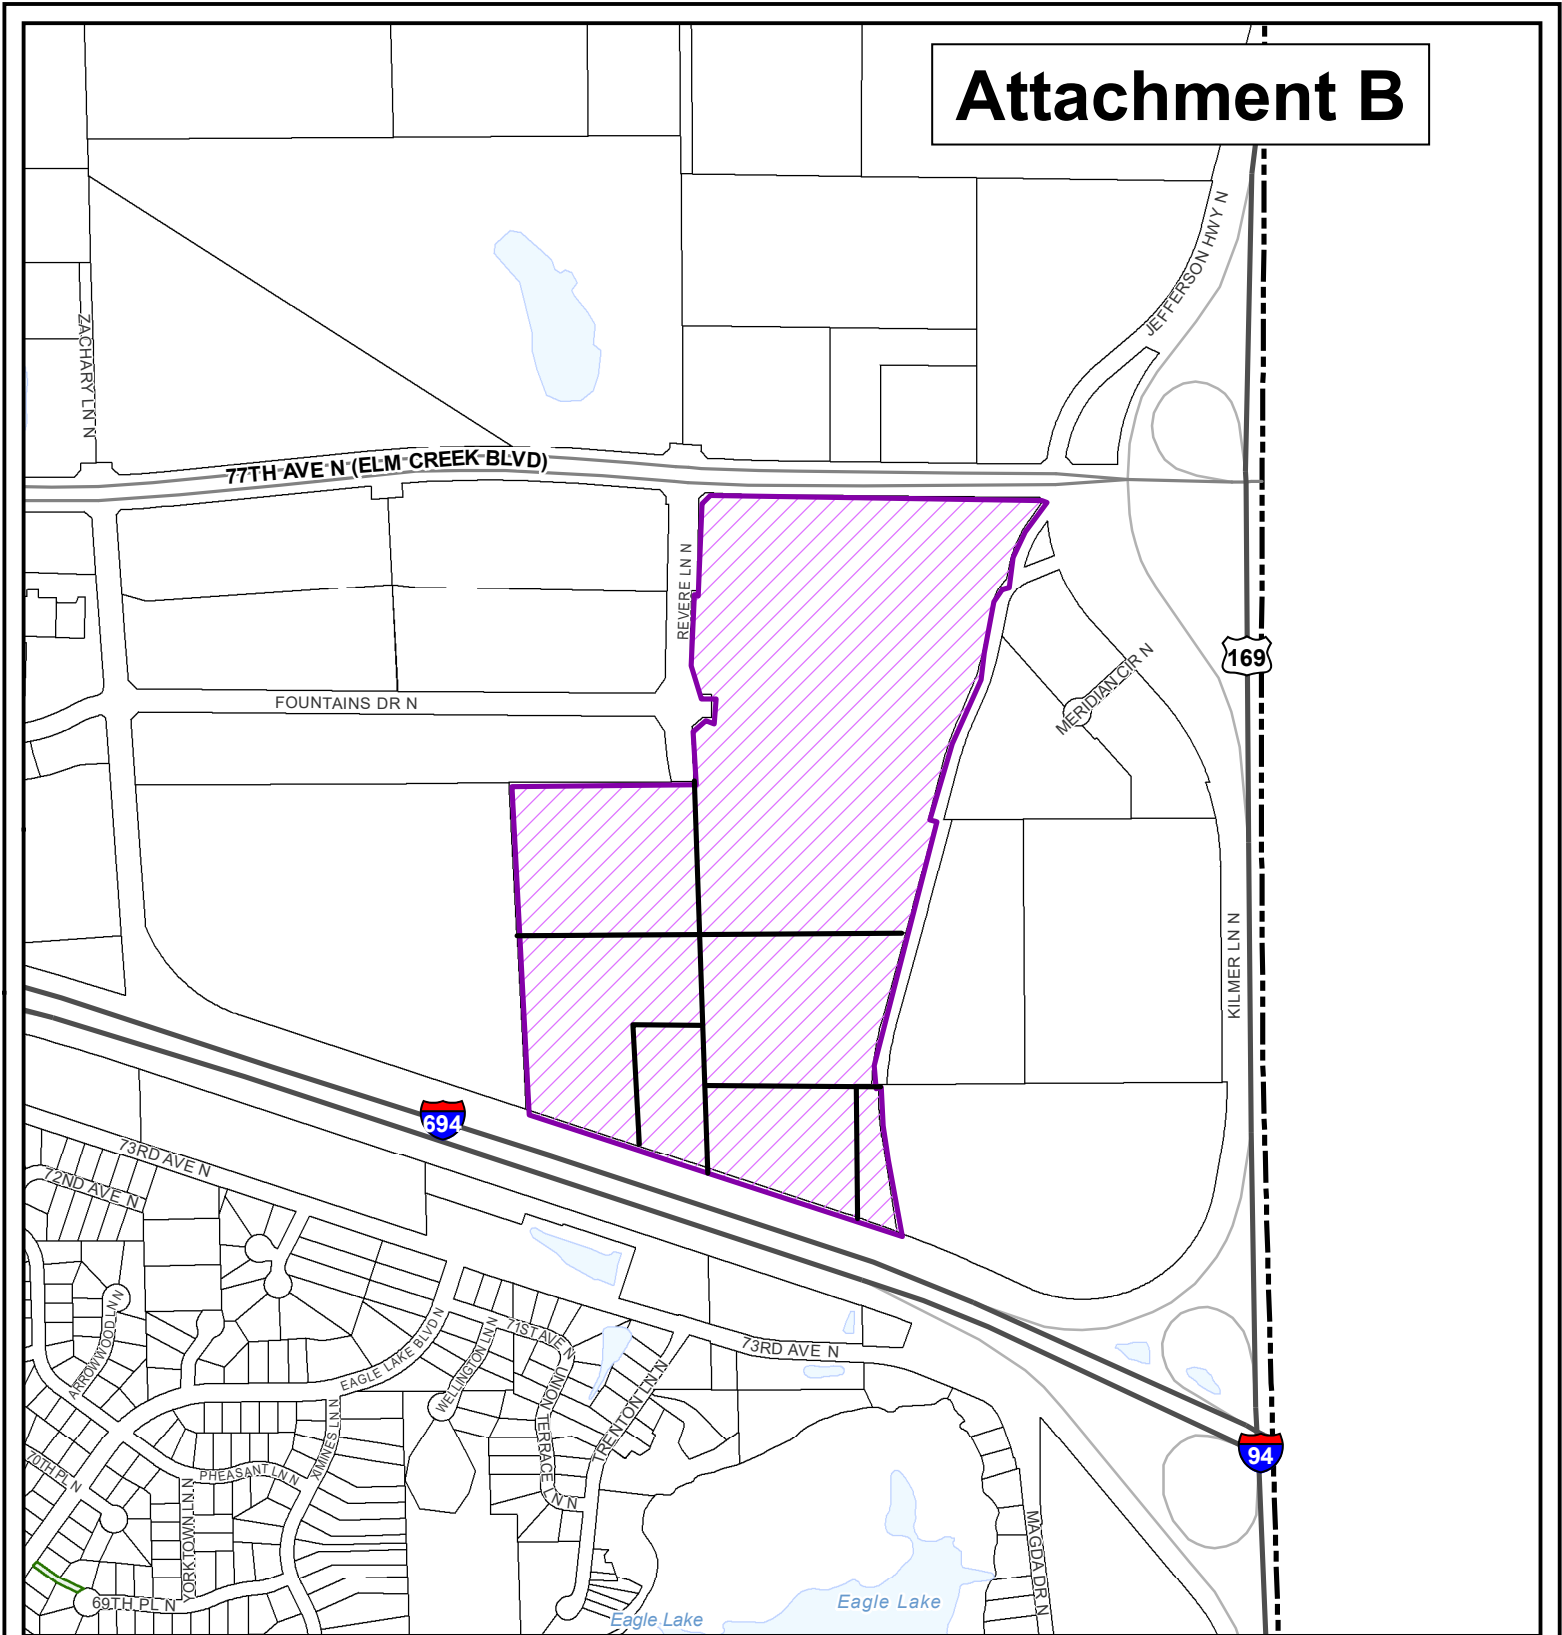 Attachment B
JEFFERSON HWY N
ZACHARY LN N
77TH AVE N (ELM CREEK BLVD)
REVERE LN N
169
MERIDIAN CIR N
FOUNTAINS DR N
KILMER LN N
694
73RD AVE N
72ND AVE N
ARROWWOOD LN N
EAGLE LAKE BLVD N
WELLINGTON LN N
71ST AVE N
73RD AVE N
UNION TERRACE LN N
TRENTON LN N
XIMINES LN N
94
70TH PL N
PHEASANT LN N
YORKTOWN LN N
MAGDA DR N
69TH PL N
Eagle Lake
Eagle Lake